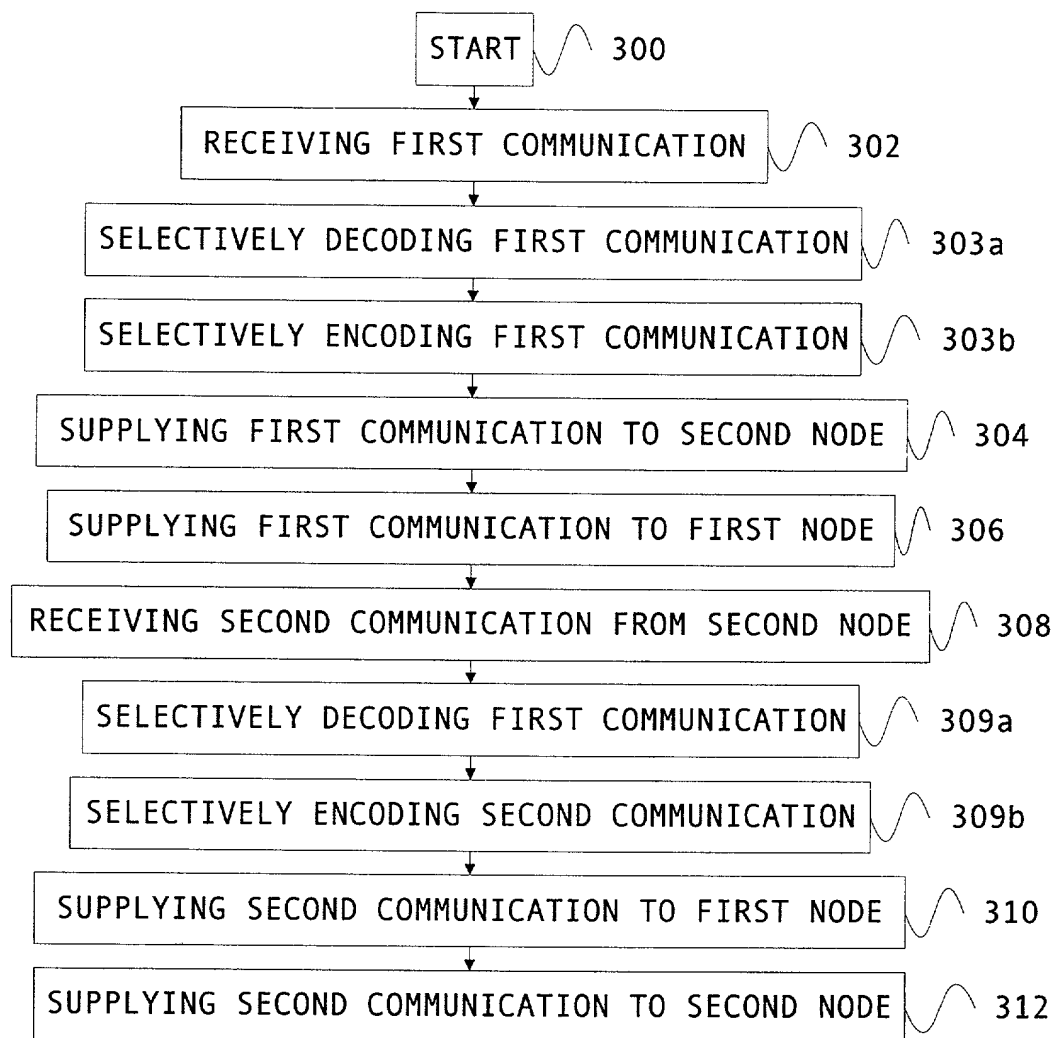 START 300
RECEIVING FIRST COMMUNICATION 302
SELECTIVELY DECODING FIRST COMMUNICATION 303a
SELECTIVELY ENCODING FIRST COMMUNICATION 303b
SUPPLYING FIRST COMMUNICATION TO SECOND NODE 304
SUPPLYING FIRST COMMUNICATION TO FIRST NODE 306
RECEIVING SECOND COMMUNICATION FROM SECOND NODE 308
SELECTIVELY DECODING FIRST COMMUNICATION 309a
SELECTIVELY ENCODING SECOND COMMUNICATION 309b
SUPPLYING SECOND COMMUNICATION TO FIRST NODE 310
SUPPLYING SECOND COMMUNICATION TO SECOND NODE 312